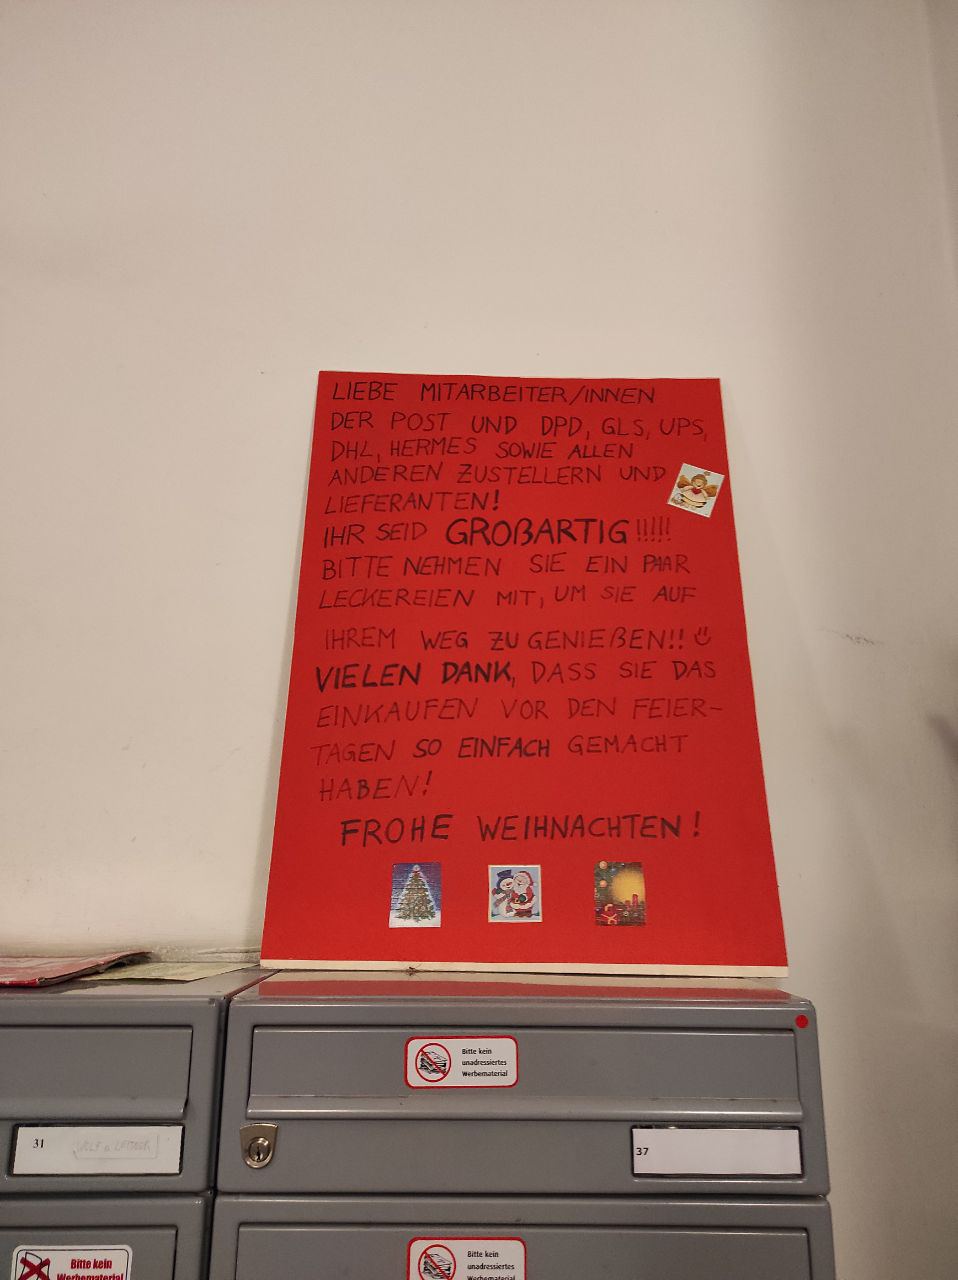 LIEBE MITARBEITER/INNEN
DER POST UND DPD, GLS, UPS,
DHL, HERMES SOWIE ALLEN
ANDEREN ZUSTELLERN UND
LIEFERANTEN!
IHR SEID GROßARTIG!!!!!
BITTE NEHMEN SIE EIN PAAR
LECKEREIEN MIT, UM SIE AUF
IHREM WEG ZU GENIEßEN!! ☺
VIELEN DANK, DASS SIE DAS
EINKAUFEN VOR DEN FEIER-
TAGEN SO EINFACH GEMACHT
HABEN!
FROHE WEIHNACHTEN!
Bitte kein
unadressiertes
Werbematerial
31
37
Bitte kein
Werbematerial
Bitte kein
unadressiertes
Werbematerial